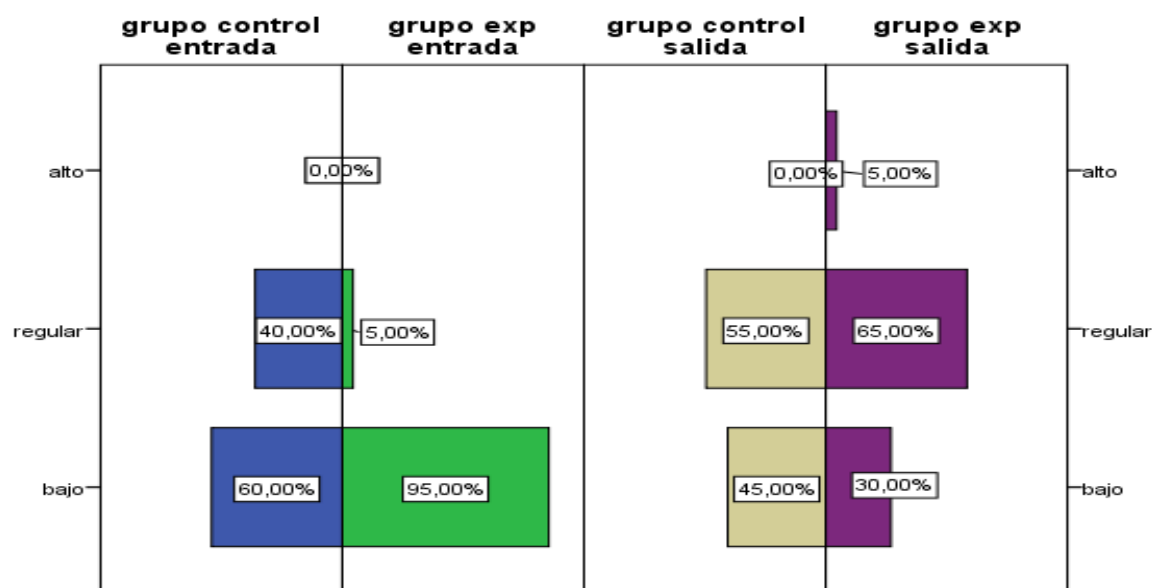 grupo control
entrada
grupo exp
entrada
grupo control
salida
grupo exp
salida
alto
0,00%
0,00%
5,00%
alto
regular
40,00%
5,00%
55,00%
65,00%
regular
bajo
60,00%
95,00%
45,00%
30,00%
bajo